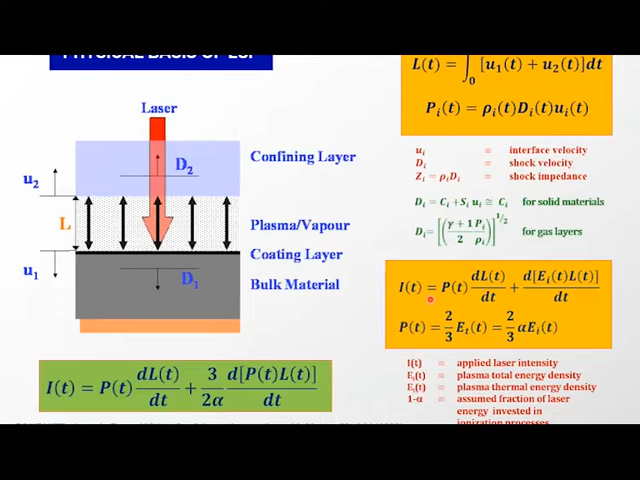 PHYSICAL BASIS OF LSP
L(t) = ∫₀ [u₁(t) + u₂(t)]dt
Pᵢ(t) = ρᵢ(t)Dᵢ(t)uᵢ(t)
Laser
Confining Layer
D₂
u₂
L
Plasma/Vapour
Coating Layer
u₁
D₁
Bulk Material
uᵢ = interface velocity
Dᵢ = shock velocity
Zᵢ = ρᵢDᵢ = shock impedance
Dᵢ = Cᵢ + Sᵢ uᵢ ≅ Cᵢ for solid materials
Dᵢ = [(γ + 1)/2 Pᵢ/ρᵢ]^1/2 for gas layers
I(t) = P(t) dL(t)/dt + d[Eᵢ(t)L(t)]/dt
P(t) = 2/3 Eₜ(t) = 2/3 αEᵢ(t)
I(t) = P(t) dL(t)/dt + 3/2α d[P(t)L(t)]/dt
I(t) = applied laser intensity
Eᵢ(t) = plasma total energy density
Eₜ(t) = plasma thermal energy density
1-α = assumed fraction of laser
energy invested in
ionization processes